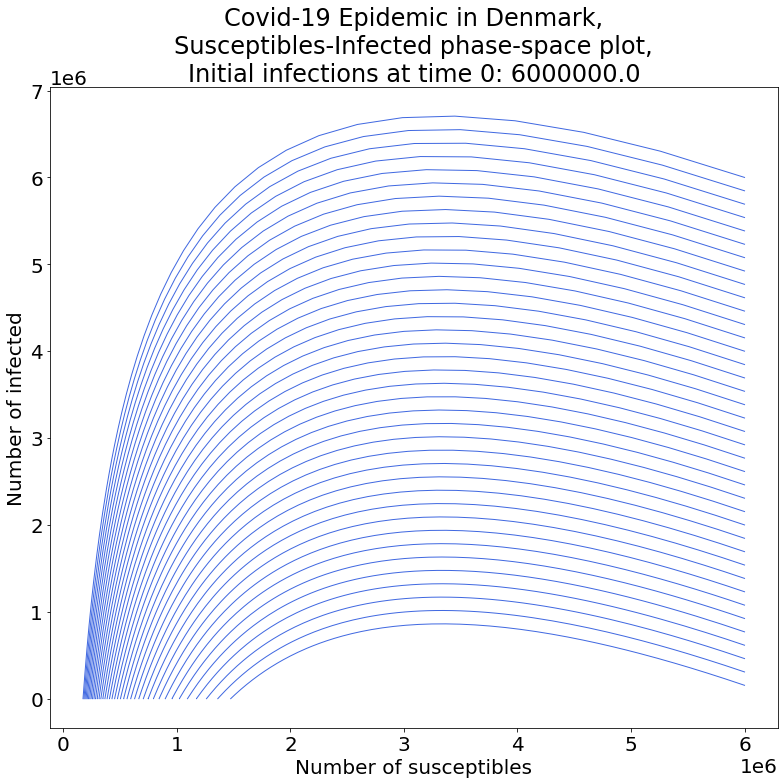 Covid-19 Epidemic in Denmark,
Susceptibles-Infected phase-space plot,
Initial infections at time 0: 6000000.0
1e6
7
6
5
4
3
2
1
0
Number of infected
0 1 2 3 4 5 6
1e6
Number of susceptibles